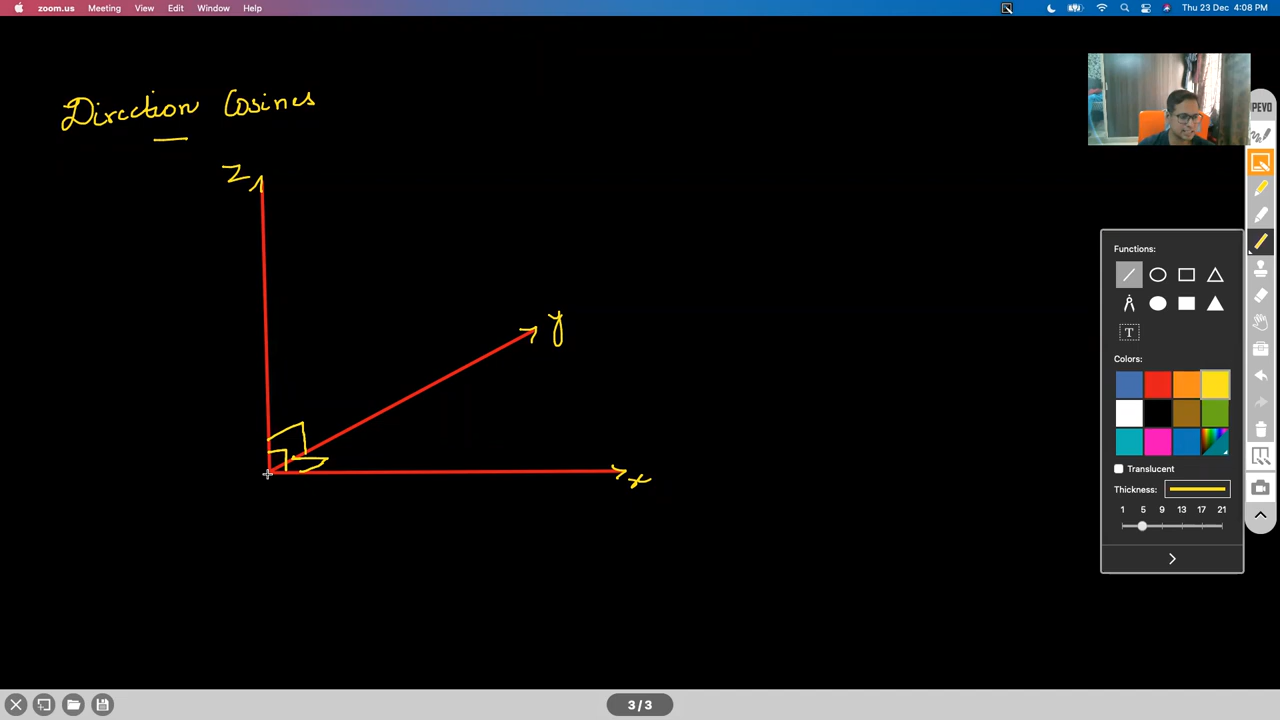 zoom.us Meeting View Edit Window Help Thu 23 Dec 4:08 PM
Direction Cosines
z
y
x
IPEVO
Functions:
T
Colors:
Translucent
Thickness:
1 5 9 13 17 21
3 / 3